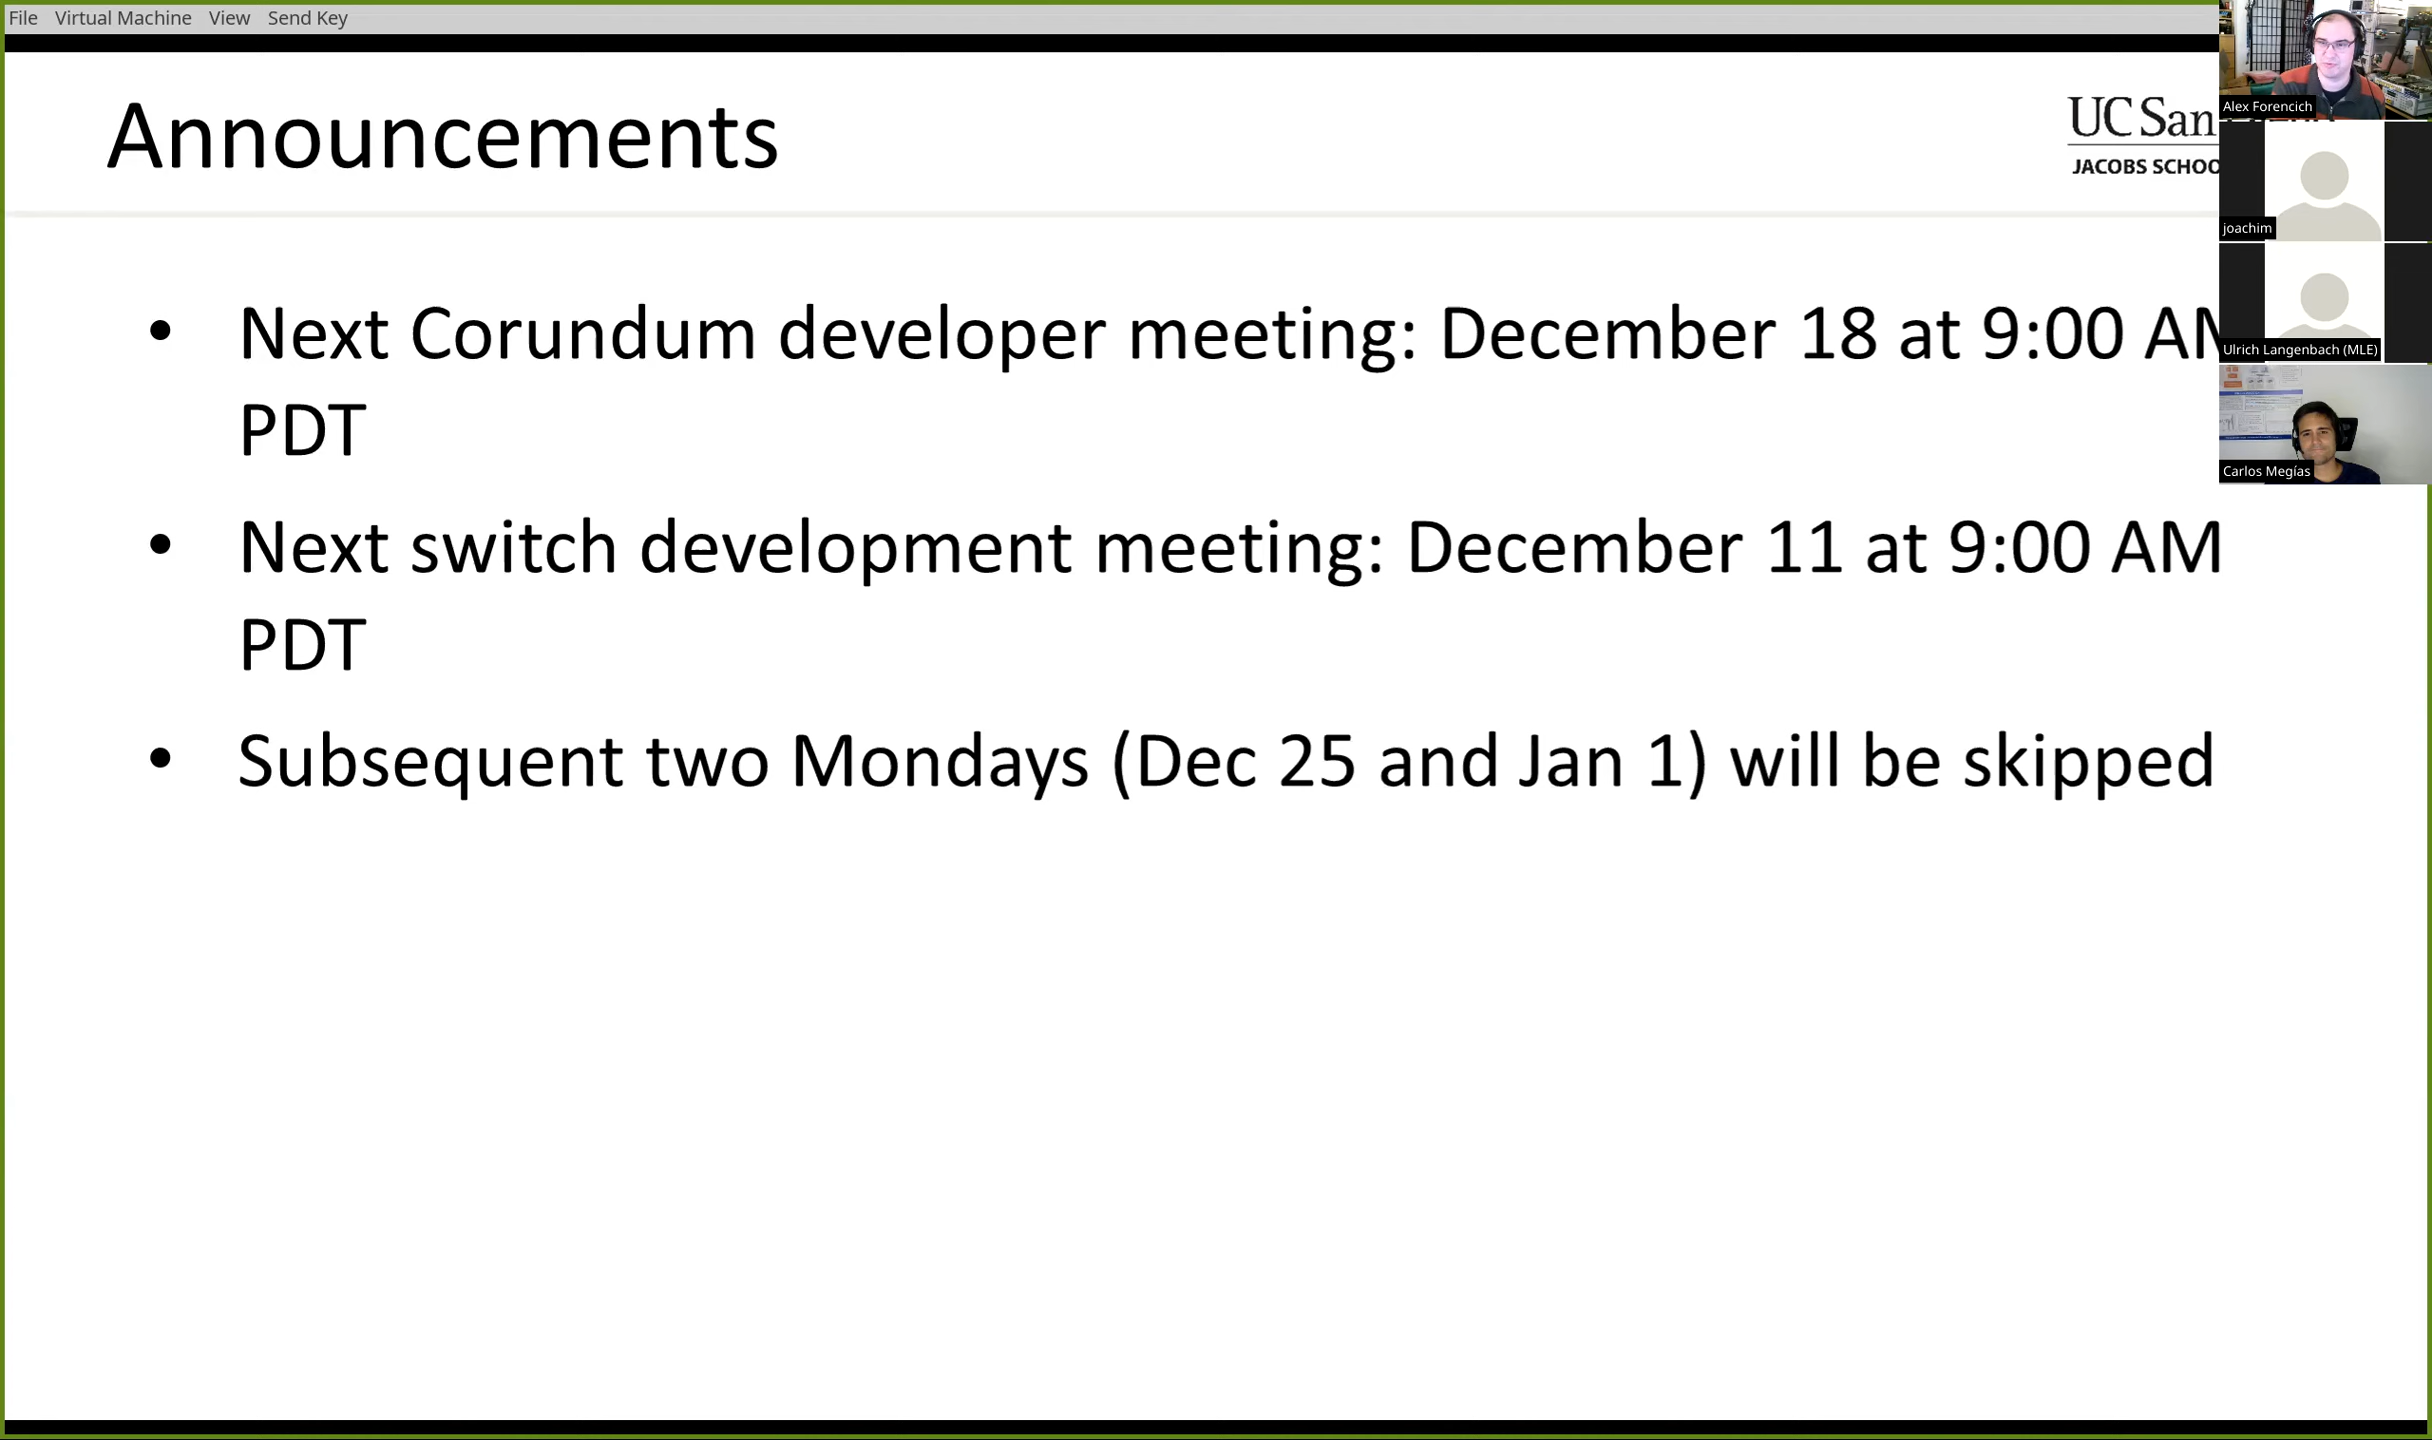 File Virtual Machine View Send Key
Announcements
UC San
JACOBS SCHOO
• Next Corundum developer meeting: December 18 at 9:00 AM
PDT
• Next switch development meeting: December 11 at 9:00 AM
PDT
• Subsequent two Mondays (Dec 25 and Jan 1) will be skipped
Alex Forencich
joachim
Ulrich Langenbach (MLE)
Carlos Megías